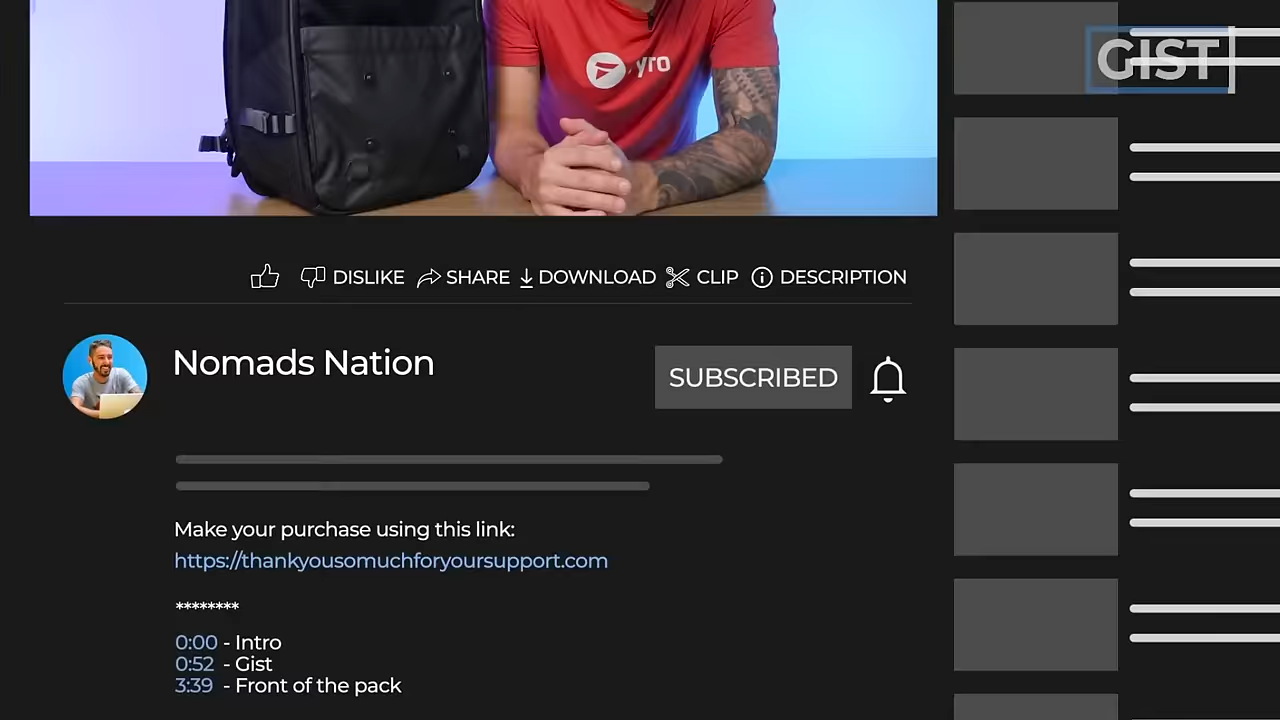 GIST
yro
DISLIKE SHARE DOWNLOAD CLIP DESCRIPTION
Nomads Nation
SUBSCRIBED
Make your purchase using this link:
https://thankyousomuchforyoursupport.com
********
0:00 - Intro
0:52 - Gist
3:39 - Front of the pack